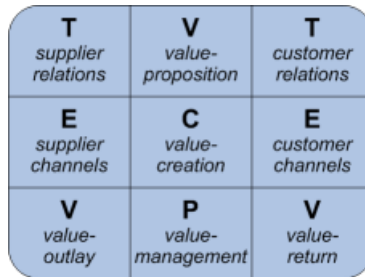 T V T
supplier relations value-proposition customer relations
E C E
supplier channels value-creation customer channels
V P V
value-outlay value-management value-return